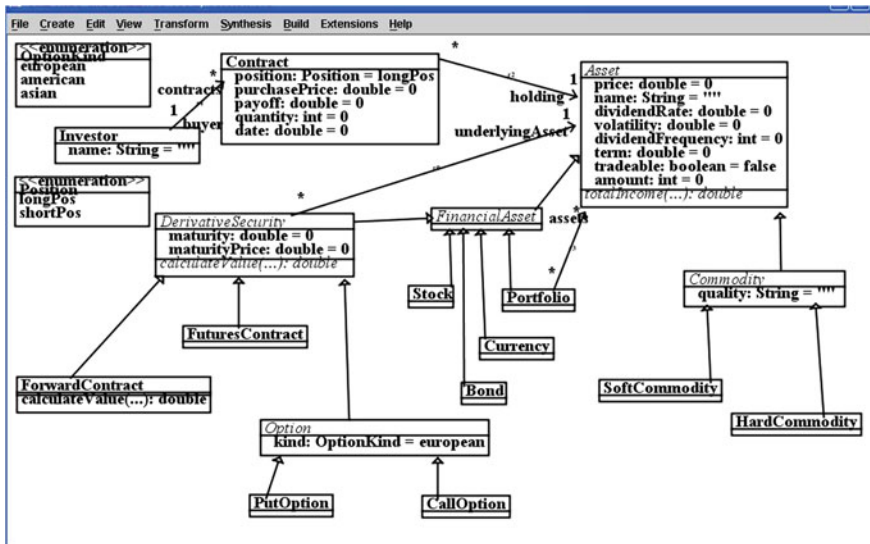 File Create Edit View Transform Synthesis Build Extensions Help
<<enumeration>>
OptionKind
european
american
asian
Contract
position: Position = longPos
purchasePrice: double = 0
payoff: double = 0
quantity: int = 0
date: double = 0
*
*
contracts
1
buyer
Investor
name: String = ""
Asset
price: double = 0
name: String = ""
dividendRate: double = 0
volatility: double = 0
dividendFrequency: int = 0
term: double = 0
tradeable: boolean = false
amount: int = 0
totalIncome(...): double
1
holding
1
underlyingAsset
<<enumeration>>
Position
longPos
shortPos
*
DerivativeSecurity
maturity: double = 0
maturityPrice: double = 0
calculateValue(...): double
FinancialAsset
assets
*
*
Stock
Portfolio
Commodity
quality: String = ""
FuturesContract
Currency
ForwardContract
calculateValue(...): double
Bond
SoftCommodity
HardCommodity
Option
kind: OptionKind = european
PutOption
CallOption